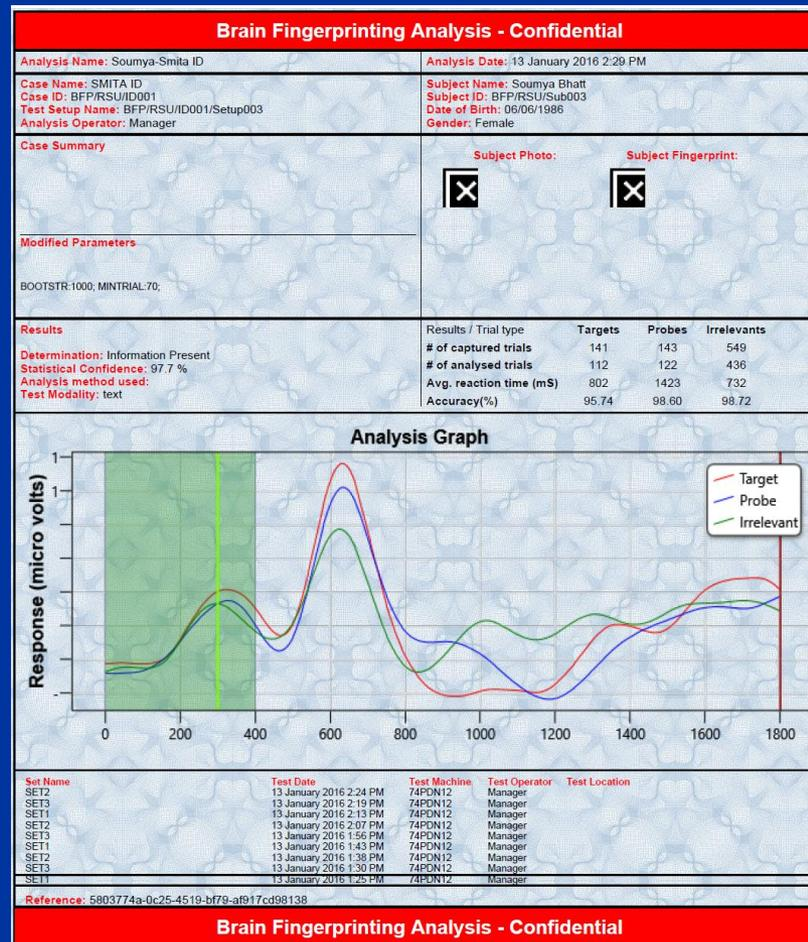 Brain Fingerprinting Analysis - Confidential
Analysis Name: Soumya-Smita ID
Analysis Date: 13 January 2016 2:29 PM
Case Name: SMITA ID
Case ID: BFP/RSU/ID001
Test Setup Name: BFP/RSU/ID001/Setup003
Analysis Operator: Manager
Subject Name: Soumya Bhatt
Subject ID: BFP/RSU/Sub003
Date of Birth: 06/06/1986
Gender: Female
Case Summary
Subject Photo: Subject Fingerprint:
Modified Parameters
BOOTSTR:1000; MINTRIAL:70;
Results
Determination: Information Present
Statistical Confidence: 97.7 %
Analysis method used:
Test Modality: text
Results / Trial type Targets Probes Irrelevants
# of captured trials 141 143 549
# of analysed trials 112 122 436
Avg. reaction time (mS) 802 1423 732
Accuracy(%) 95.74 98.60 98.72
Analysis Graph
Response (micro volts)
1
1
-
Target
Probe
Irrelevant
0 200 400 600 800 1000 1200 1400 1600 1800
Set Name Test Date Test Machine Test Operator Test Location
SET2 13 January 2016 2:24 PM 74PDN12 Manager
SET3 13 January 2016 2:19 PM 74PDN12 Manager
SET1 13 January 2016 2:13 PM 74PDN12 Manager
SET2 13 January 2016 2:07 PM 74PDN12 Manager
SET3 13 January 2016 1:56 PM 74PDN12 Manager
SET1 13 January 2016 1:43 PM 74PDN12 Manager
SET2 13 January 2016 1:38 PM 74PDN12 Manager
SET3 13 January 2016 1:30 PM 74PDN12 Manager
SET1 13 January 2016 1:25 PM 74PDN12 Manager
Reference: 5803774a-0c25-4519-bf79-af917cd98138
Brain Fingerprinting Analysis - Confidential